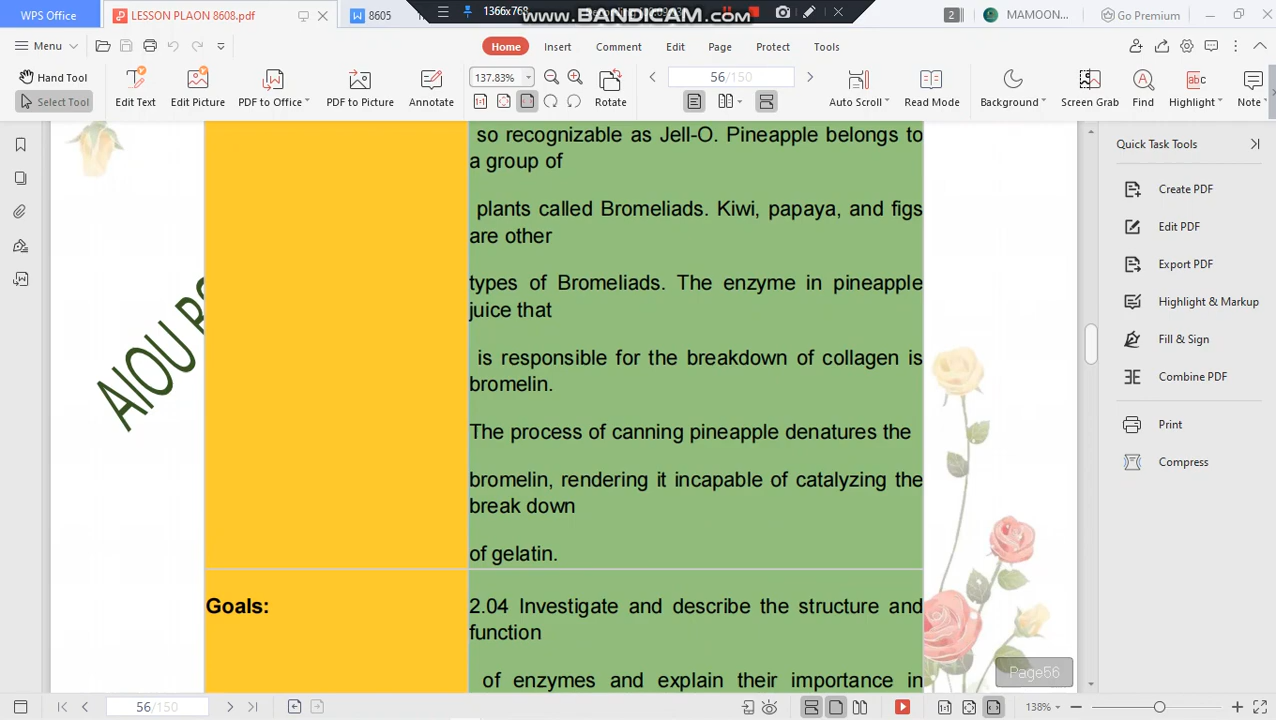 WPS Office
LESSON PLAON 8608.pdf
8605
1366x768
www.BANDICAM.com
2
MAMOON...
Go Premium
Menu
Home
Insert
Comment
Edit
Page
Protect
Tools
Hand Tool
Select Tool
Edit Text
Edit Picture
PDF to Office
PDF to Picture
Annotate
137.83%
Rotate
56/150
Auto Scroll
Read Mode
Background
Screen Grab
Find
Highlight
Note
so recognizable as Jell-O. Pineapple belongs to
a group of
plants called Bromeliads. Kiwi, papaya, and figs
are other
types of Bromeliads. The enzyme in pineapple
juice that
is responsible for the breakdown of collagen is
bromelin.
The process of canning pineapple denatures the
bromelin, rendering it incapable of catalyzing the
break down
of gelatin.
Goals:
2.04 Investigate and describe the structure and
function
of enzymes and explain their importance in
AIOU
Page56
Quick Task Tools
Create PDF
Edit PDF
Export PDF
Highlight & Markup
Fill & Sign
Combine PDF
Print
Compress
56/150
138%